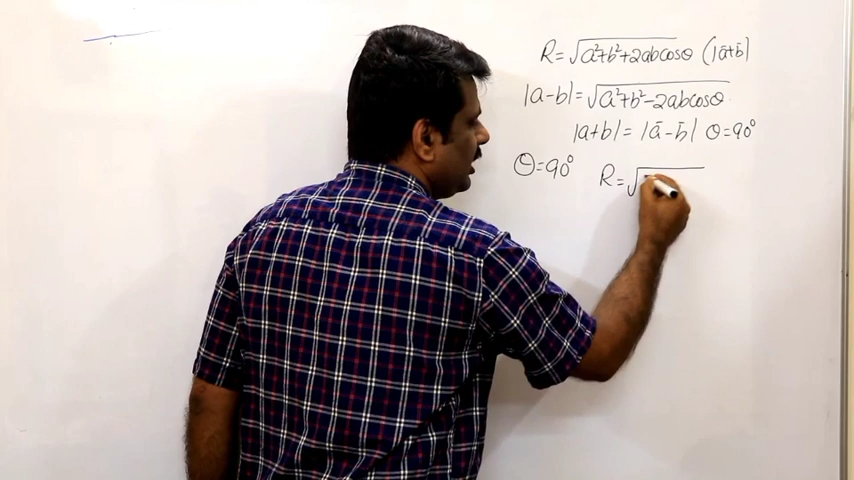 R = √(a²+b²+2abcosθ) (|ā+b̄|
|a-b| = √(a²+b²-2abcosθ)
|a+b| = |ā-b̄| θ=90°
θ=90° R=√